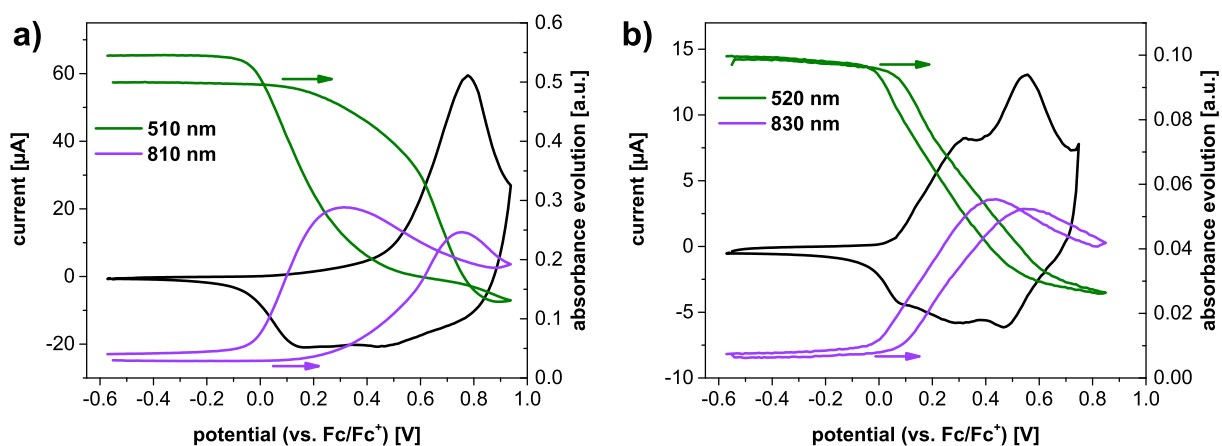 a)
current [µA]
60
40
20
0
-20
510 nm
810 nm
0.6
0.5
0.4
0.3
0.2
0.1
0.0
absorbance evolution [a.u.]
-0.6 -0.4 -0.2 0.0 0.2 0.4 0.6 0.8 1.0
potential (vs. Fc/Fc⁺) [V]
b)
current [µA]
15
10
5
0
-5
-10
520 nm
830 nm
0.10
0.08
0.06
0.04
0.02
0.00
absorbance evolution [a.u.]
-0.6 -0.4 -0.2 0.0 0.2 0.4 0.6 0.8 1.0
potential (vs. Fc/Fc⁺) [V]